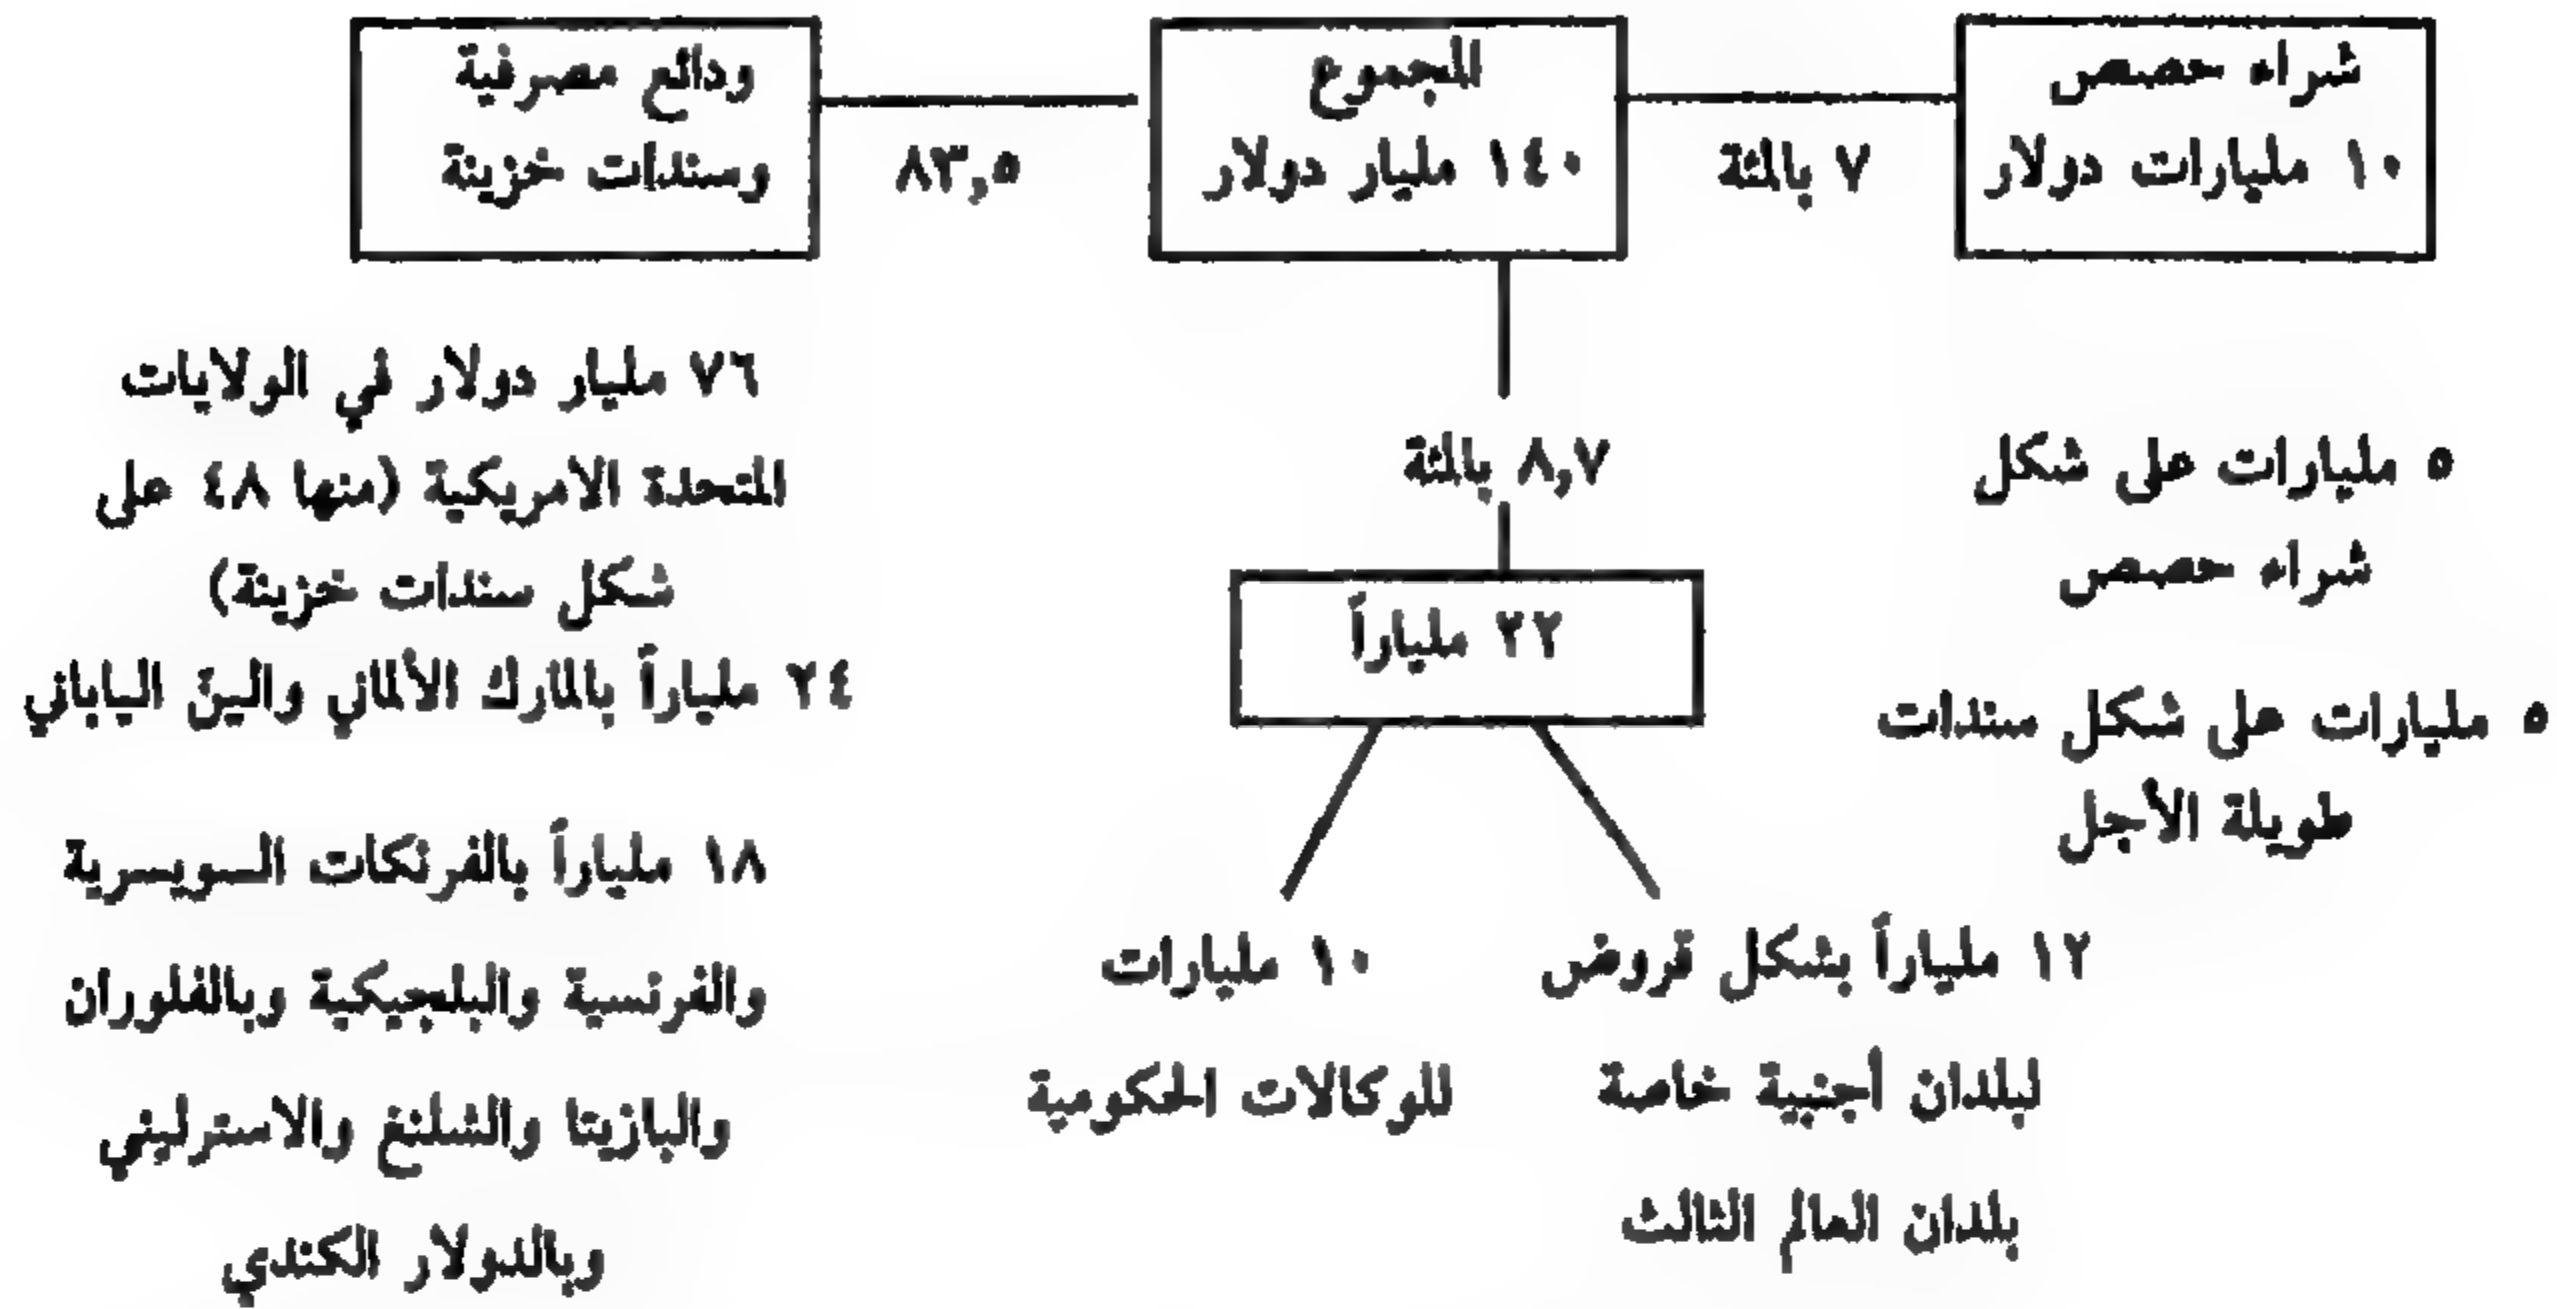 شراء حصص
١٠ مليارات دولار
٧ بالمئة
المجموع
١٤٠ مليار دولار
٨٣,٥
ودائع مصرفية
وسندات خزينة
٥ مليارات على شكل
شراء حصص
٥ مليارات على شكل سندات
طويلة الأجل
٨,٧ بالمئة
٢٢ ملياراً
١٢ ملياراً بشكل قروض
لبلدان أجنبية خاصة
بلدان العالم الثالث
١٠ مليارات
للوكالات الحكومية
٧٦ مليار دولار في الولايات
المتحدة الامريكية (منها ٤٨ على
شكل سندات خزينة)
٢٤ ملياراً بالمارك الألماني والين الياباني
١٨ ملياراً بالفرنكات السويسرية
والفرنسية والبلجيكية وبالفلوران
والبازيتا والشلنغ والاسترليني
وبالدولار الكندي